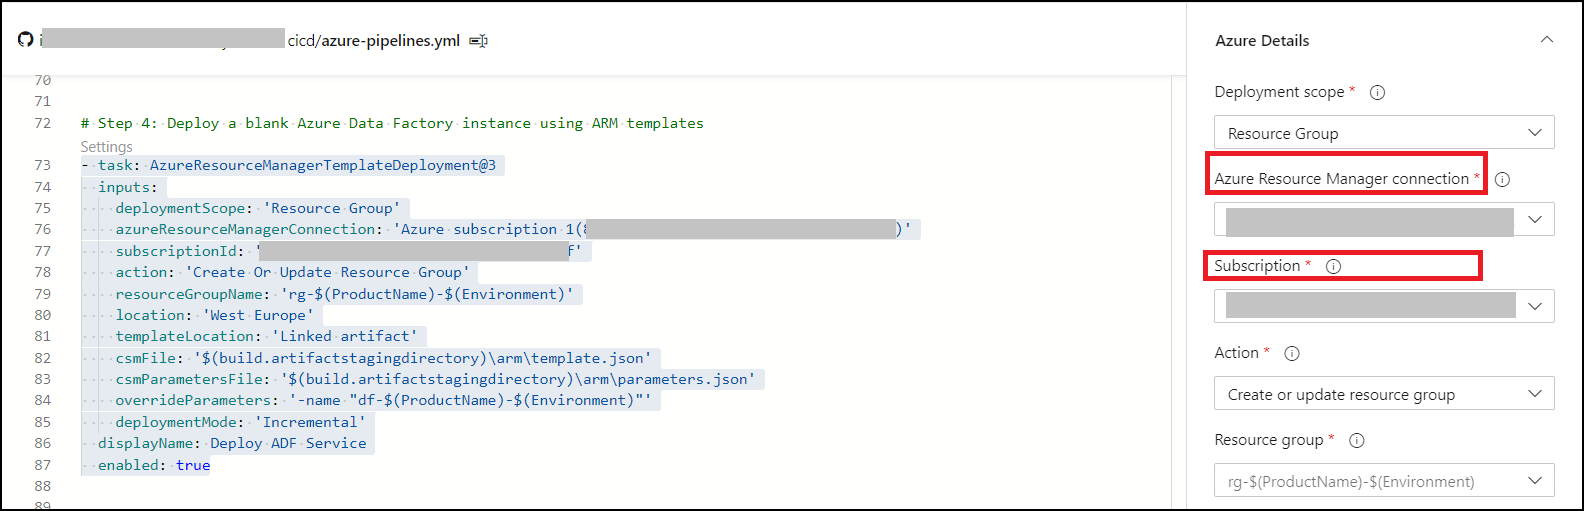 cicd/azure-pipelines.yml
70
71
72 # Step 4: Deploy a blank Azure Data Factory instance using ARM templates
Settings
73 - task: AzureResourceManagerTemplateDeployment@3
74 inputs:
75 deploymentScope: 'Resource Group'
76 azureResourceManagerConnection: 'Azure subscription 1( )'
77 subscriptionId: ' f'
78 action: 'Create Or Update Resource Group'
79 resourceGroupName: 'rg-$(ProductName)-$(Environment)'
80 location: 'West Europe'
81 templateLocation: 'Linked artifact'
82 csmFile: '$(build.artifactstagingdirectory)\arm\template.json'
83 csmParametersFile: '$(build.artifactstagingdirectory)\arm\parameters.json'
84 overrideParameters: '-name "df-$(ProductName)-$(Environment)"'
85 deploymentMode: 'Incremental'
86 displayName: Deploy ADF Service
87 enabled: true
88
89
Azure Details
Deployment scope *
Resource Group
Azure Resource Manager connection *
Subscription *
Action *
Create or update resource group
Resource group *
rg-$(ProductName)-$(Environment)